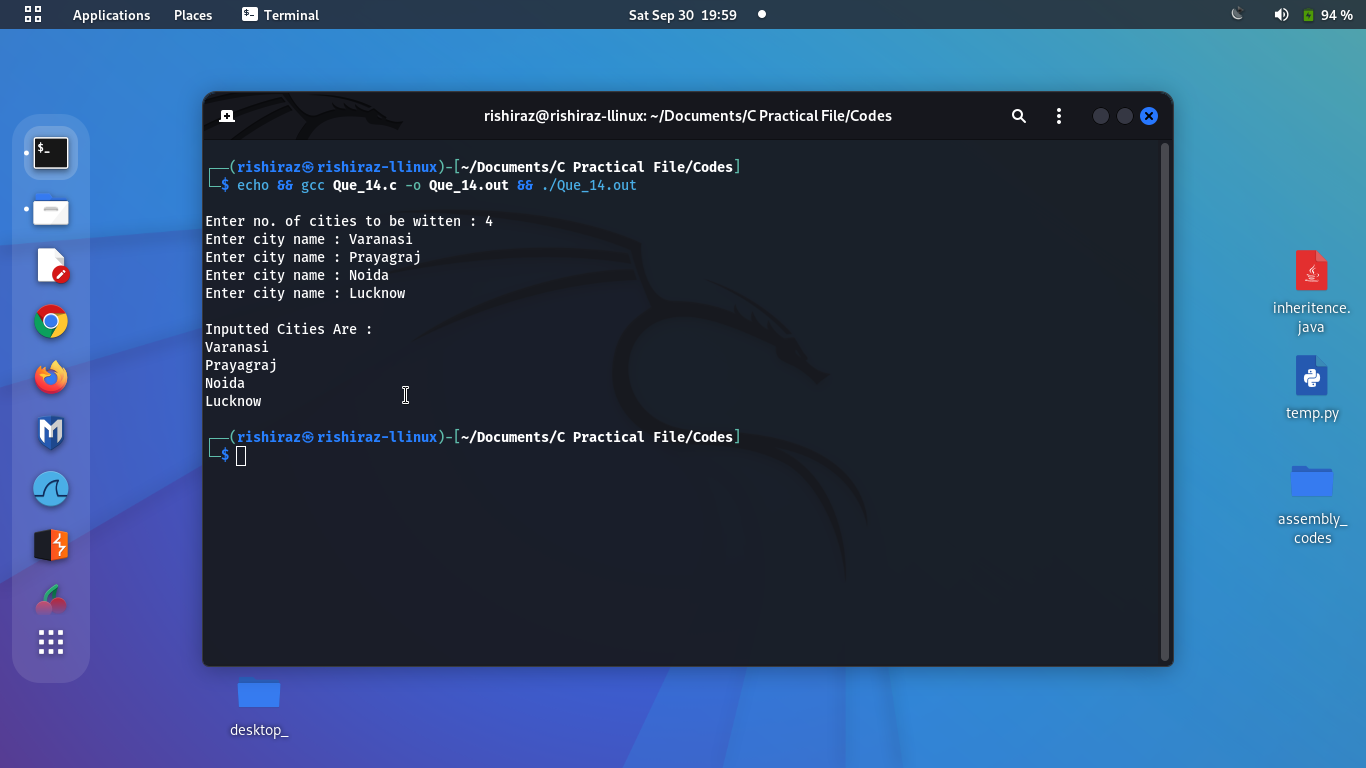 Applications Places Terminal Sat Sep 30 19:59 94 %
rishiraz@rishiraz-llinux: ~/Documents/C Practical File/Codes
┌──(rishiraz㉿rishiraz-llinux)-[~/Documents/C Practical File/Codes]
└─$ echo && gcc Que_14.c -o Que_14.out && ./Que_14.out
Enter no. of cities to be witten : 4
Enter city name : Varanasi
Enter city name : Prayagraj
Enter city name : Noida
Enter city name : Lucknow
Inputted Cities Are :
Varanasi
Prayagraj
Noida
Lucknow
┌──(rishiraz㉿rishiraz-llinux)-[~/Documents/C Practical File/Codes]
└─$
inheritence.
java
temp.py
assembly_
codes
desktop_